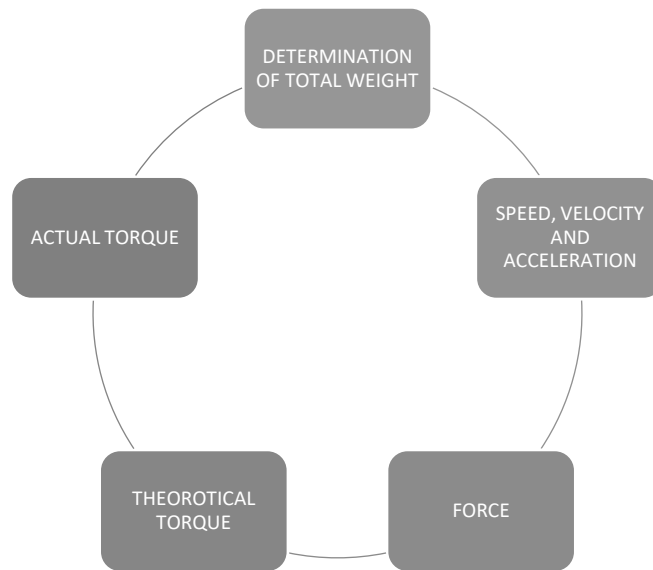 DETERMINATION
OF TOTAL WEIGHT
SPEED, VELOCITY
AND
ACCELERATION
FORCE
THEOROTICAL
TORQUE
ACTUAL TORQUE